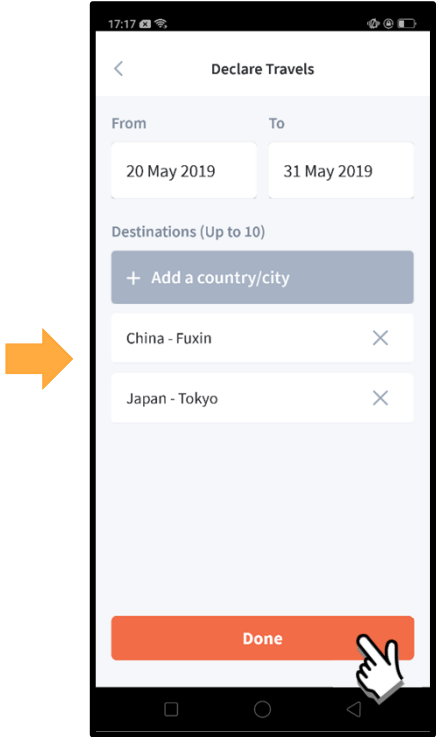 17:17
Declare Travels
From To
20 May 2019 31 May 2019
Destinations (Up to 10)
+ Add a country/city
China - Fuxin
Japan - Tokyo
Done